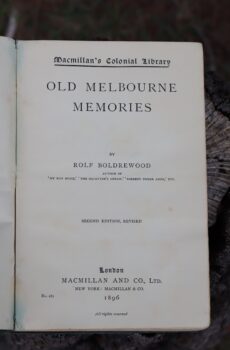 Macmillan's Colonial Library
OLD MELBOURNE
MEMORIES
BY
ROLF BOLDREWOOD
AUTHOR OF
"MY RUN HOME," "THE SQUATTER'S DREAM," "ROBBERY UNDER ARMS," ETC.
SECOND EDITION, REVISED
London
MACMILLAN AND CO., LTD.
NEW YORK: MACMILLAN & CO.
1896
No.
All rights reserved